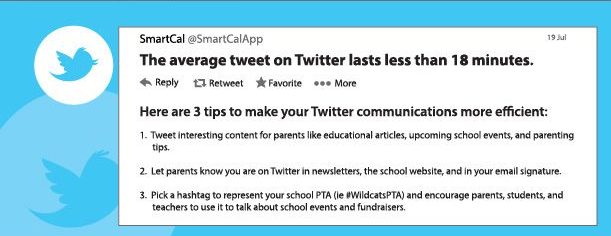 SmartCal @SmartCalApp 19 Jul
The average tweet on Twitter lasts less than 18 minutes.
Reply Retweet Favorite More
Here are 3 tips to make your Twitter communications more efficient:
1. Tweet interesting content for parents like educational articles, upcoming school events, and parenting
tips.
2. Let parents know you are on Twitter in newsletters, the school website, and in your email signature.
3. Pick a hashtag to represent your school PTA (ie #WildcatsPTA) and encourage parents, students, and
teachers to use it to talk about school events and fundraisers.